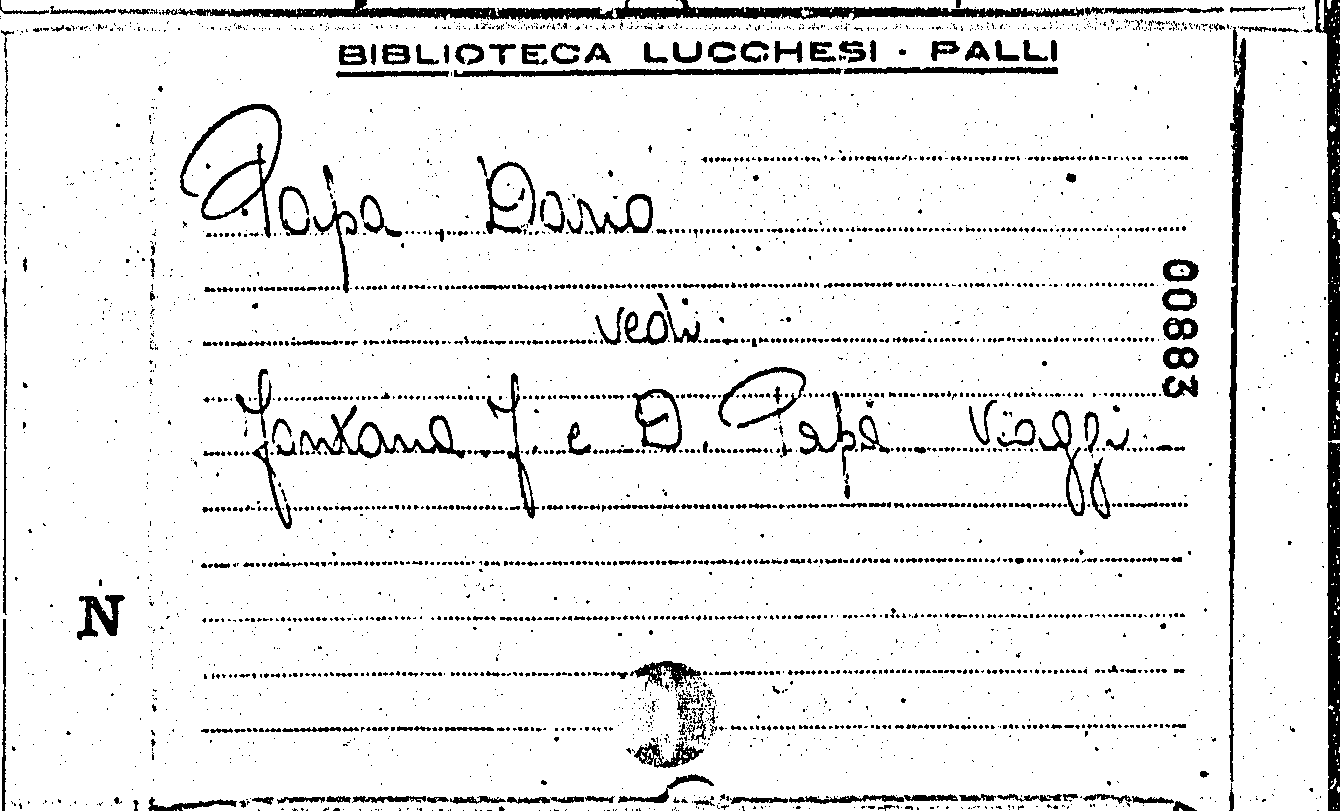 BIBLIOTECA LUCCHESI · PALLI
Papa, Dario
vedi
Fontana F. e D. Papa Viaggi.
00883
N